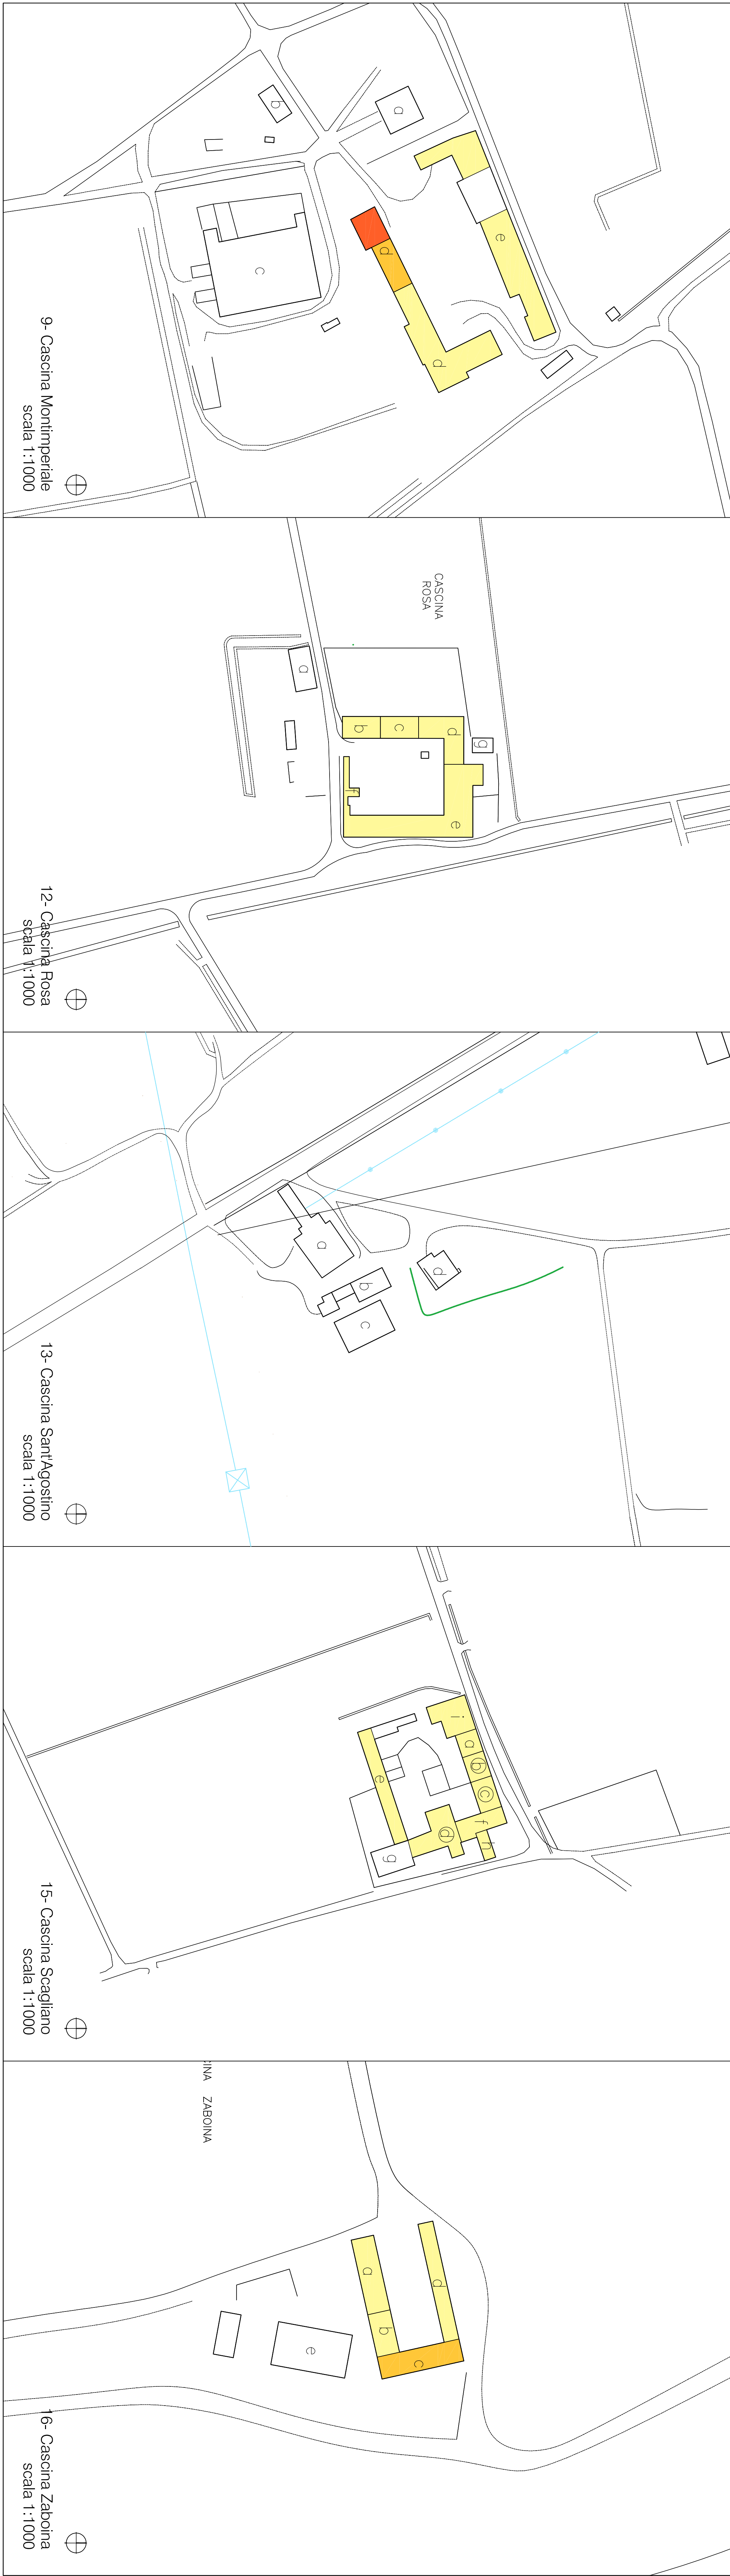 a
b
c
d
d
e
9- Cascina Montimperiale
scala 1:1000
CASCINA
ROSA
a
b
c
d
e
f
g
12- Cascina Rosa
scala 1:1000
a
b
c
d
13- Cascina Sant'Agostino
scala 1:1000
i
a
b
c
f
h
d
e
g
15- Cascina Scagliano
scala 1:1000
CINA ZABOINA
a
b
c
d
e
16- Cascina Zaboina
scala 1:1000